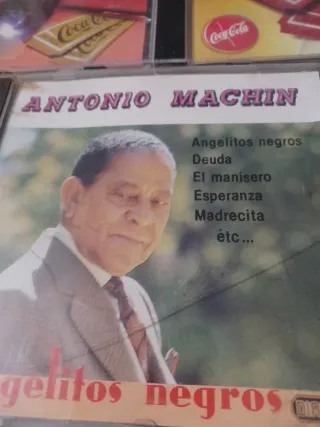 Coca-Cola
Coca-Cola
ANTONIO MACHIN
Angelitos negros
Deuda
El manisero
Esperanza
Madrecita
étc...
gelitos negros